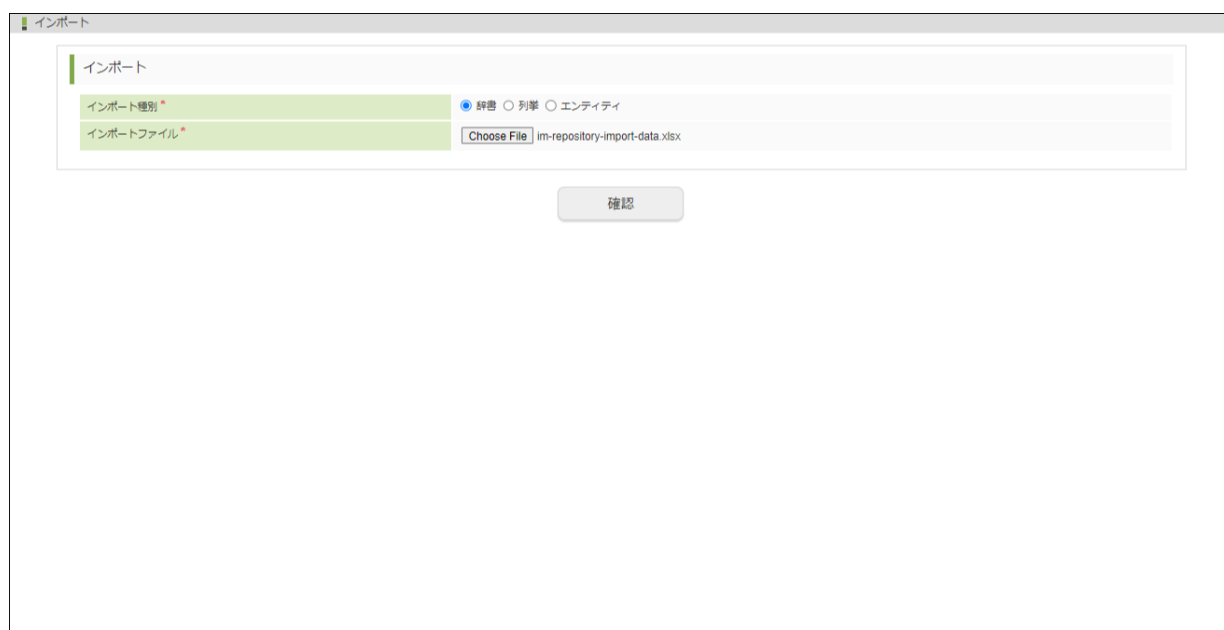 インポート
インポート
インポート種別 * 辞書 列挙 エンティティ
インポートファイル * Choose File im-repository-import-data.xlsx
確認